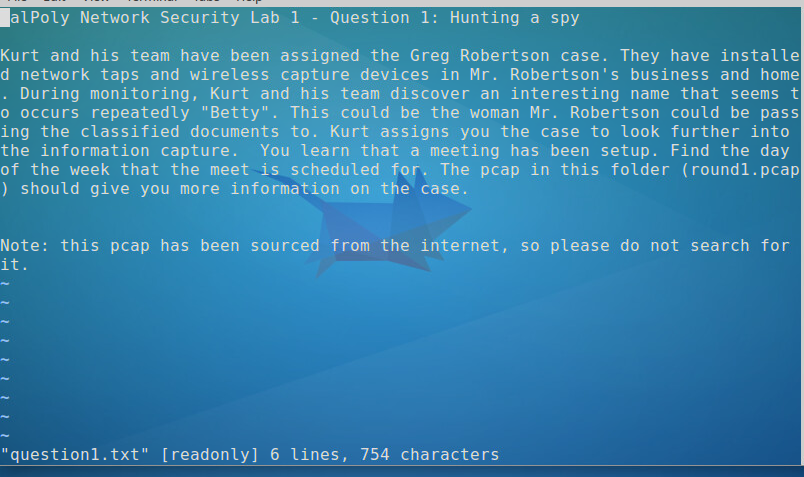 alPoly Network Security Lab 1 - Question 1: Hunting a spy
Kurt and his team have been assigned the Greg Robertson case. They have installe
d network taps and wireless capture devices in Mr. Robertson's business and home
. During monitoring, Kurt and his team discover an interesting name that seems t
o occurs repeatedly "Betty". This could be the woman Mr. Robertson could be pass
ing the classified documents to. Kurt assigns you the case to look further into
the information capture.  You learn that a meeting has been setup. Find the day
of the week that the meet is scheduled for. The pcap in this folder (round1.pcap
) should give you more information on the case.
Note: this pcap has been sourced from the internet, so please do not search for
it.
~
~
~
~
~
~
~
~
~
"question1.txt" [readonly] 6 lines, 754 characters